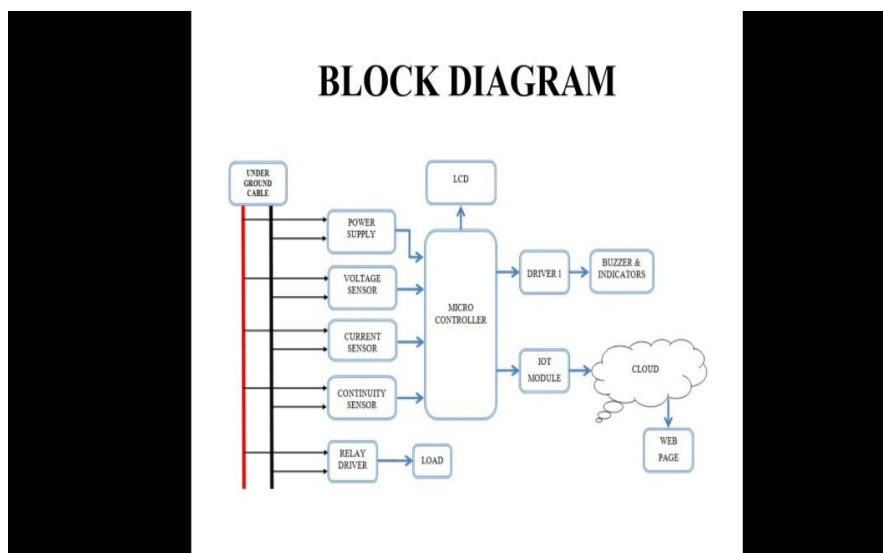 BLOCK DIAGRAM
UNDER
GROUND
CABLE
LCD
POWER
SUPPLY
VOLTAGE
SENSOR
CURRENT
SENSOR
CONTINUITY
SENSOR
RELAY
DRIVER
LOAD
MICRO
CONTROLLER
DRIVER 1
BUZZER &
INDICATORS
IOT
MODULE
CLOUD
WEB
PAGE